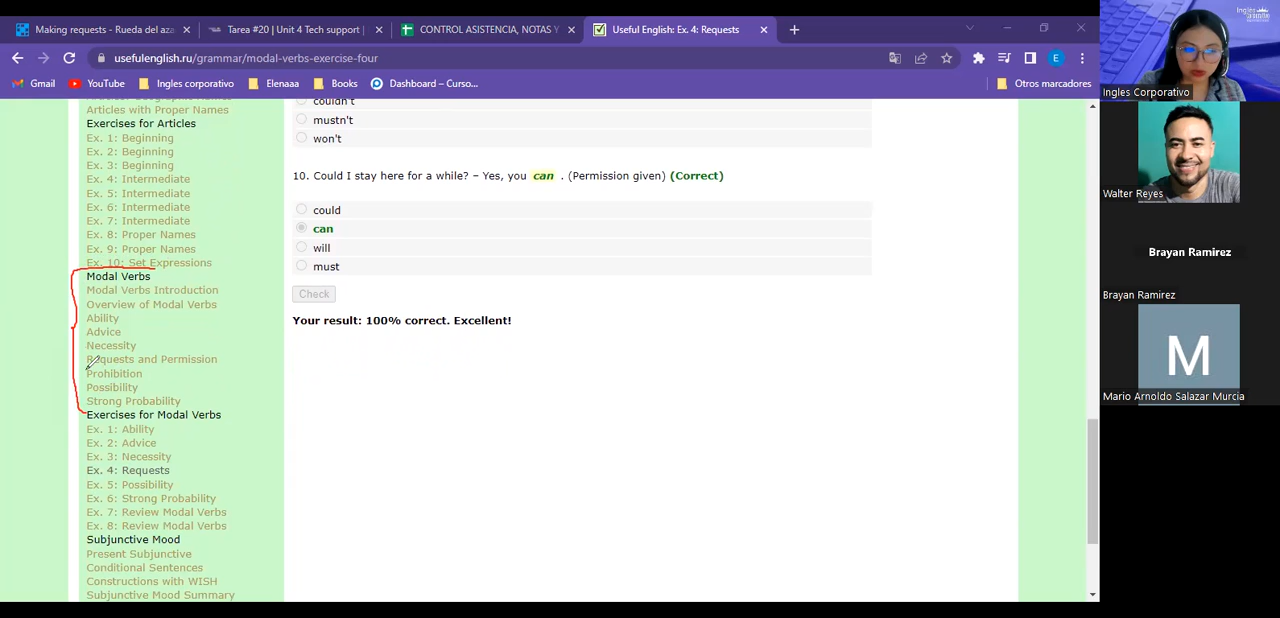 Making requests - Rueda del aza
Tarea #20 | Unit 4 Tech support |
CONTROL ASISTENCIA, NOTAS Y
Useful English: Ex. 4: Requests
usefulenglish.ru/grammar/modal-verbs-exercise-four
E
Gmail
YouTube
Ingles corporativo
Elenaaa
Books
Dashboard – Curso...
Otros marcadores
Articles with Proper Names
Exercises for Articles
Ex. 1: Beginning
Ex. 2: Beginning
Ex. 3: Beginning
Ex. 4: Intermediate
Ex. 5: Intermediate
Ex. 6: Intermediate
Ex. 7: Intermediate
Ex. 8: Proper Names
Ex. 9: Proper Names
Ex. 10: Set Expressions
Modal Verbs
Modal Verbs Introduction
Overview of Modal Verbs
Ability
Advice
Necessity
Requests and Permission
Prohibition
Possibility
Strong Probability
Exercises for Modal Verbs
Ex. 1: Ability
Ex. 2: Advice
Ex. 3: Necessity
Ex. 4: Requests
Ex. 5: Possibility
Ex. 6: Strong Probability
Ex. 7: Review Modal Verbs
Ex. 8: Review Modal Verbs
Subjunctive Mood
Present Subjunctive
Conditional Sentences
Constructions with WISH
Subjunctive Mood Summary
couldn't
mustn't
won't
10. Could I stay here for a while? – Yes, you can . (Permission given) (Correct)
could
can
will
must
Check
Your result: 100% correct. Excellent!
Ingles Corporativo
Walter Reyes
Brayan Ramirez
Brayan Ramirez
M
Mario Arnoldo Salazar Murcia